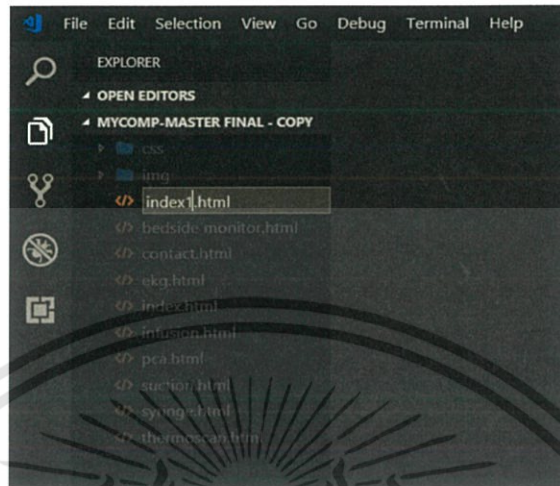 File Edit Selection View Go Debug Terminal Help
EXPLORER
OPEN EDITORS
MYCOMP-MASTER FINAL - COPY
css
img
index1.html
bedside monitor.html
contact.html
ekg.html
index.html
infusion.html
pca.html
suction.html
syringe.html
thermoscan.html